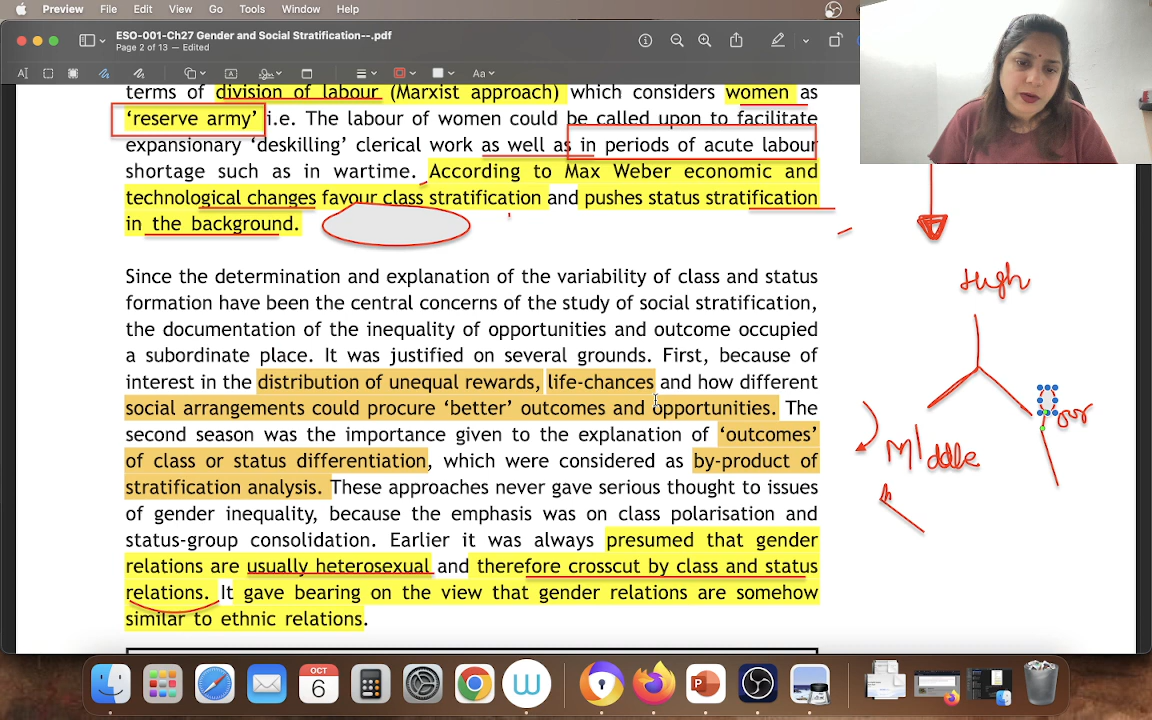 Preview File Edit View Go Tools Window Help
ESO-001-Ch27 Gender and Social Stratification--.pdf
Page 2 of 13 — Edited
Aa
terms of division of labour (Marxist approach) which considers women as
‘reserve army’ i.e. The labour of women could be called upon to facilitate
expansionary ‘deskilling’ clerical work as well as in periods of acute labour
shortage such as in wartime. According to Max Weber economic and
technological changes favour class stratification and pushes status stratification
in the background.
Since the determination and explanation of the variability of class and status
formation have been the central concerns of the study of social stratification,
the documentation of the inequality of opportunities and outcome occupied
a subordinate place. It was justified on several grounds. First, because of
interest in the distribution of unequal rewards, life-chances and how different
social arrangements could procure ‘better’ outcomes and opportunities. The
second season was the importance given to the explanation of ‘outcomes’
of class or status differentiation, which were considered as by-product of
stratification analysis. These approaches never gave serious thought to issues
of gender inequality, because the emphasis was on class polarisation and
status-group consolidation. Earlier it was always presumed that gender
relations are usually heterosexual and therefore crosscut by class and status
relations. It gave bearing on the view that gender relations are somehow
similar to ethnic relations.
High
Middle
OCT
6
W
P